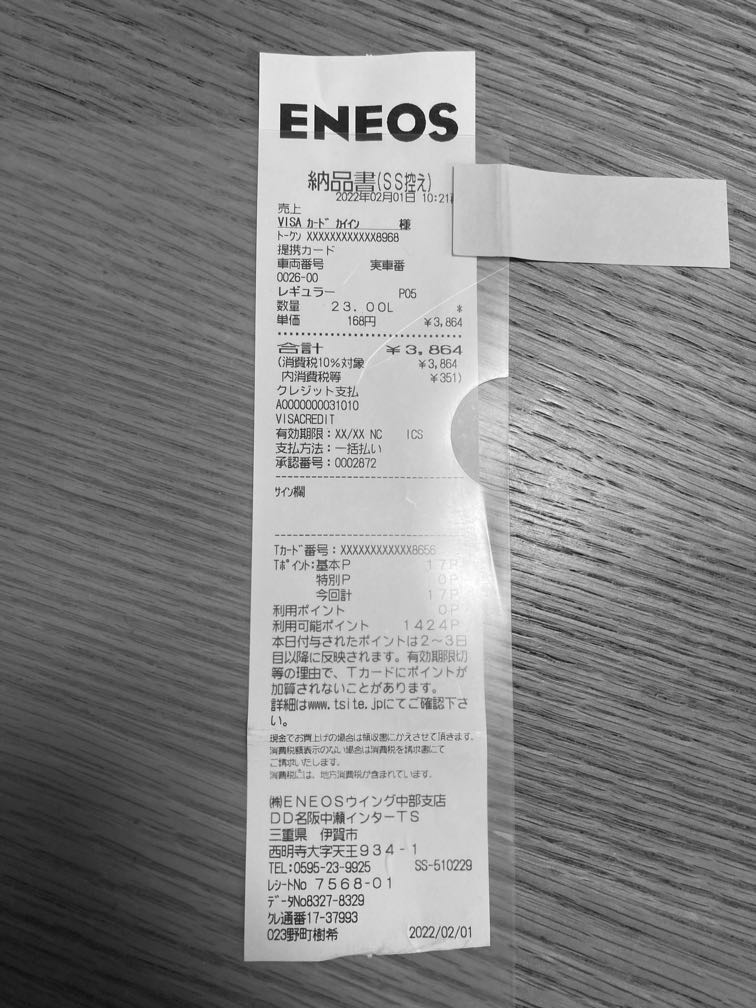 ENEOS
納品書(SS控え)
2022年02月01日 10:21
売上
VISA カード カイイン 様
トークン XXXXXXXXXXXX8968
提携カード
車両番号 実車番
0026-00
レギュラー P05
数量 23.00L *
単価 168円 ¥3,864
合計 ¥3,864
(消費税10%対象 ¥3,864
内消費税等 ¥351)
クレジット支払
A0000000031010
VISACREDIT
有効期限:XX/XX NC ICS
支払方法:一括払い
承認番号:0002872
サイン欄
Tカード番号:XXXXXXXXXXXX8656
Tポイント:基本P 17P
特別P 0P
今回計 17P
利用ポイント 0P
利用可能ポイント 1424P
本日付与されたポイントは2~3日
目以降に反映されます。有効期限切
等の理由で、Tカードにポイントが
加算されないことがあります。
詳細はwww.tsite.jpにてご確認下さ
い。
現金でお買上げの場合は領収書にかえさせて頂きます。
消費税額表示のない場合は消費税を請求書にて
ご請求いたします。
消費税には、地方消費税が含まれています。
㈱ENEOSウイング中部支店
DD名阪中瀬インターTS
三重県 伊賀市
西明寺大字天王934-1
TEL:0595-23-9925 SS-510229
レシートNo 7568-01
データNo8327-8329
クレ通番17-37993
023野町樹希 2022/02/01